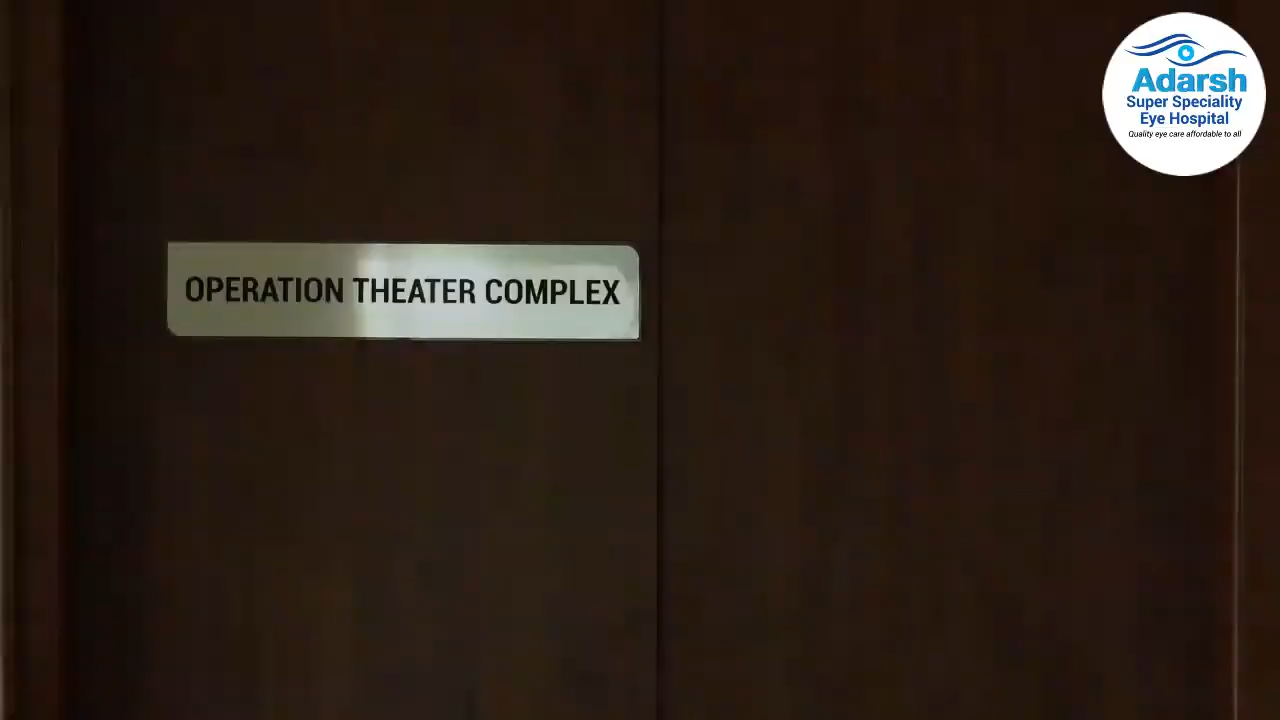 Adarsh
Super Speciality
Eye Hospital
Quality eye care affordable to all
OPERATION THEATER COMPLEX